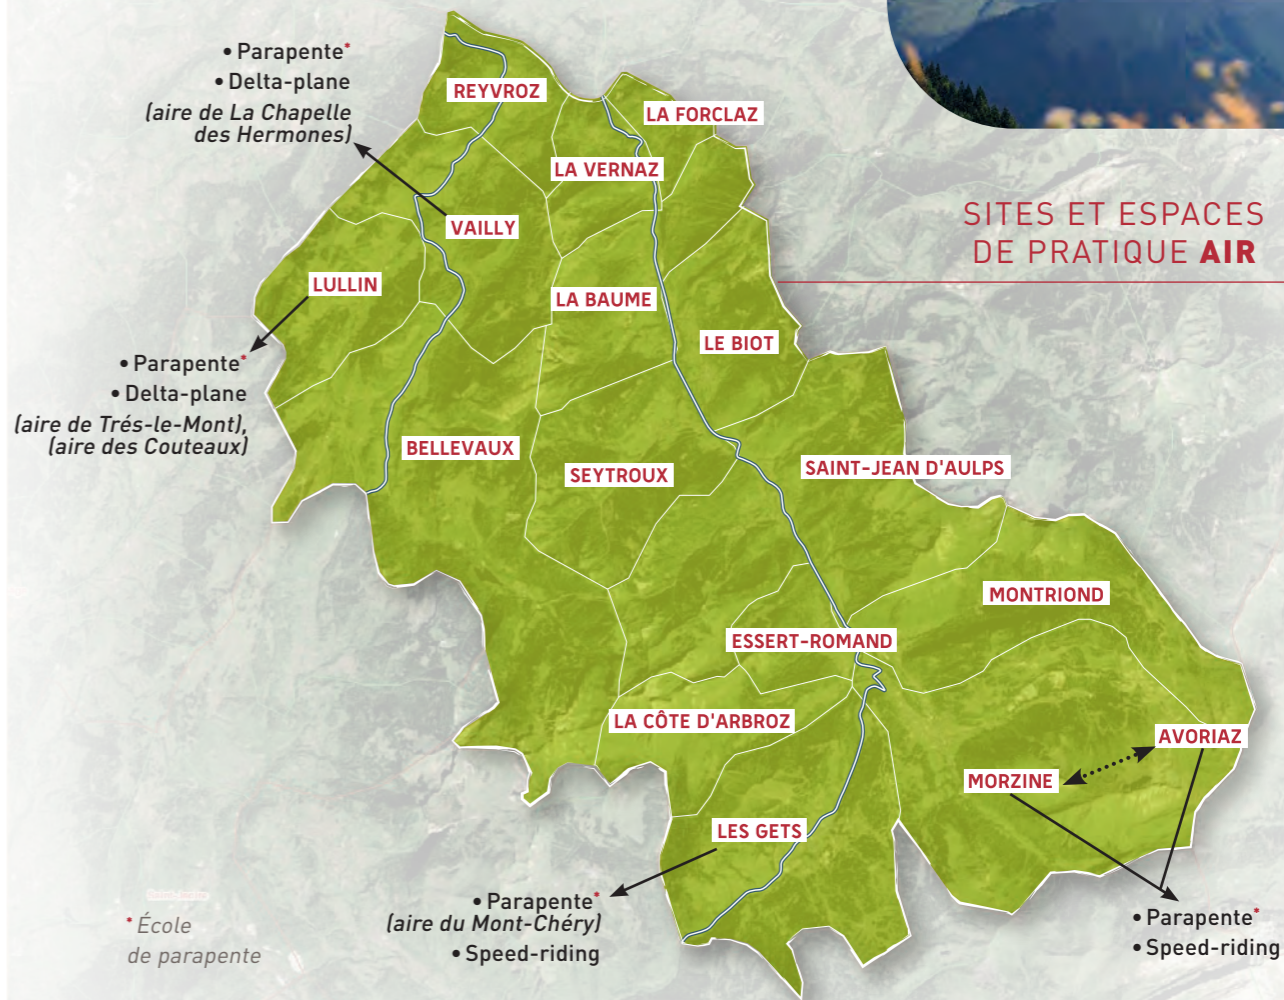 • Parapente*
• Delta-plane
(aire de La Chapelle
des Hermones)
REYVROZ
LA FORCLAZ
LA VERNAZ
VAILLY
SITES ET ESPACES
DE PRATIQUE AIR
LULLIN
LA BAUME
LE BIOT
• Parapente*
• Delta-plane
(aire de Trés-le-Mont),
(aire des Couteaux)
BELLEVAUX
SEYTROUX
SAINT-JEAN D'AULPS
MONTRIOND
ESSERT-ROMAND
LA CÔTE D'ARBROZ
AVORIAZ
MORZINE
LES GETS
• Parapente*
(aire du Mont-Chéry)
• Speed-riding
• Parapente*
• Speed-riding
* École
de parapente